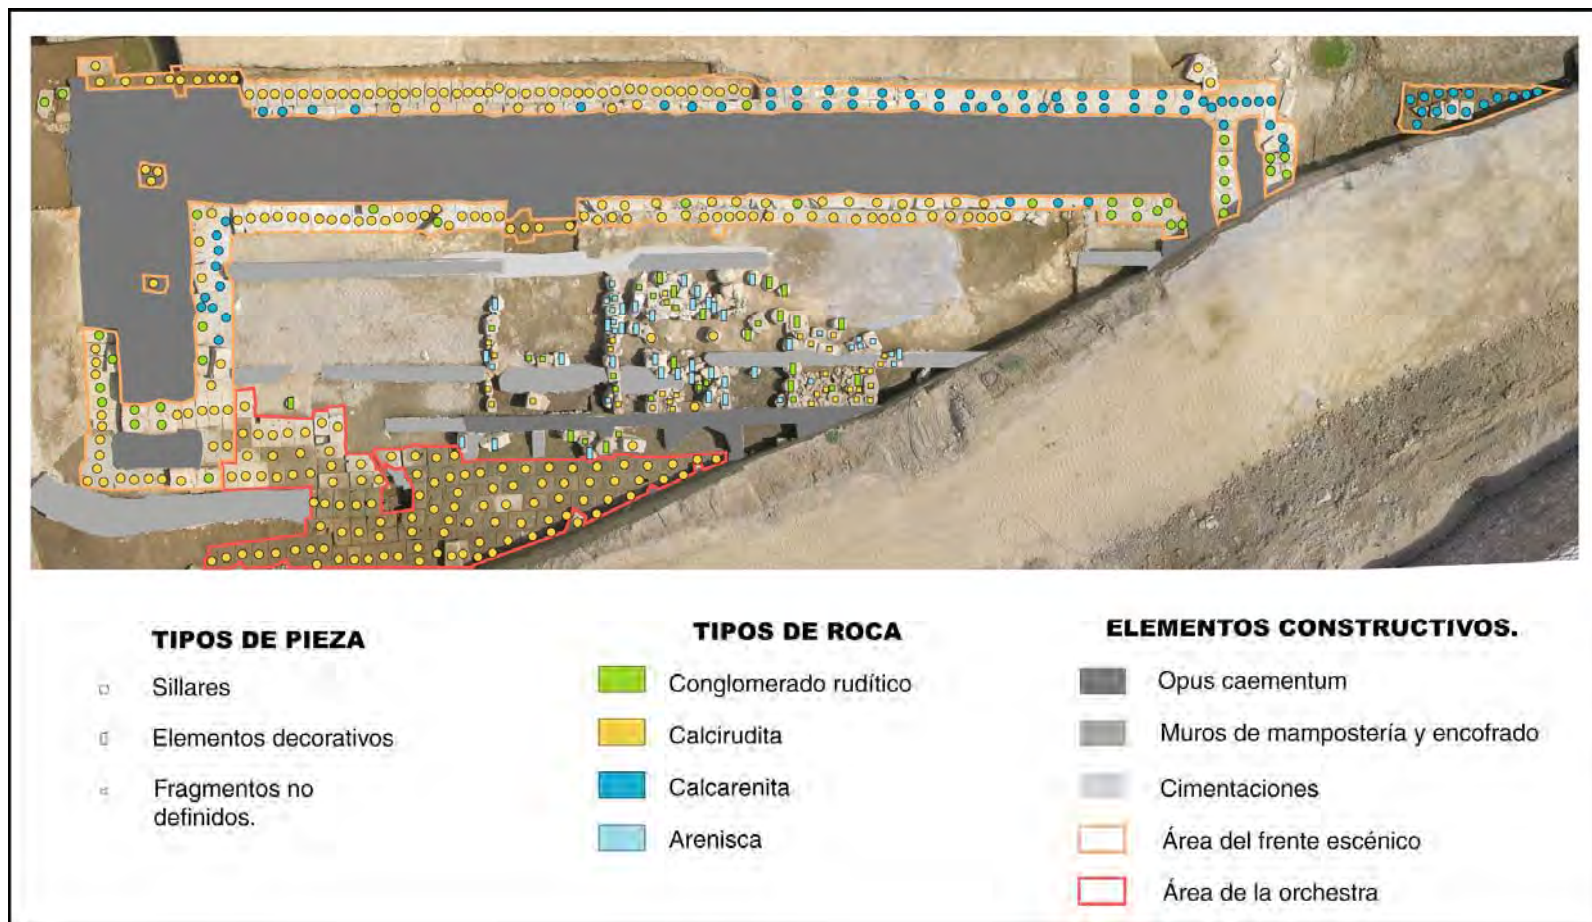 TIPOS DE PIEZA
Sillares
Elementos decorativos
Fragmentos no
definidos.
TIPOS DE ROCA
Conglomerado rudítico
Calcirudita
Calcarenita
Arenisca
ELEMENTOS CONSTRUCTIVOS.
Opus caementum
Muros de mampostería y encofrado
Cimentaciones
Área del frente escénico
Área de la orchestra